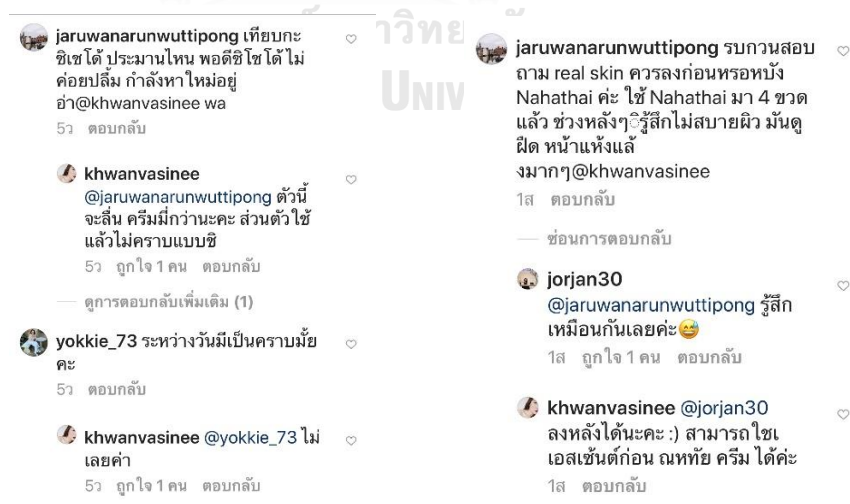 jaruwanarunwuttipong เทียบกะ
ชิเชโด้ ประมานไหน พอดีชิโชโด้ ไม่
ค่อยปลื้ม กำลังหาใหม่อยู่
อ่า@khwanvasinee wa
5ว ตอบกลับ
khwanvasinee
@jaruwanarunwuttipong ตัวนี้
จะลื่น ครีมมี่กว่านะคะ ส่วนตัวใช้
แล้วไม่คราบแบบชิ
5ว ถูกใจ 1 คน ตอบกลับ
ดูการตอบกลับเพิ่มเติม (1)
yokkie_73 ระหว่างวันมีเป็นคราบมั้ย
คะ
5ว ตอบกลับ
khwanvasinee @yokkie_73 ไม่
เลยค่า
5ว ถูกใจ 1 คน ตอบกลับ
าวิทย
UNIV
jaruwanarunwuttipong รบกวนสอบ
ถาม real skin ควรลงก่อนหรอหบัง
Nahathai ค่ะ ใช้ Nahathai มา 4 ขวด
แล้ว ช่วงหลังๆิรู้สึกไม่สบายผิว มันดู
ฝืด หน้าแห้งแล้
งมากๆ@khwanvasinee
1ส ตอบกลับ
ซ่อนการตอบกลับ
jorjan30
@jaruwanarunwuttipong รู้สึก
เหมือนกันเลยค่ะ😅
1ส ถูกใจ 1 คน ตอบกลับ
khwanvasinee @jorjan30
ลงหลังได้นะคะ :) สามารถใชเ
เอสเซ้นต์ก่อน ณหทัย ครีม ได้ค่ะ
1ส ตอบกลับ